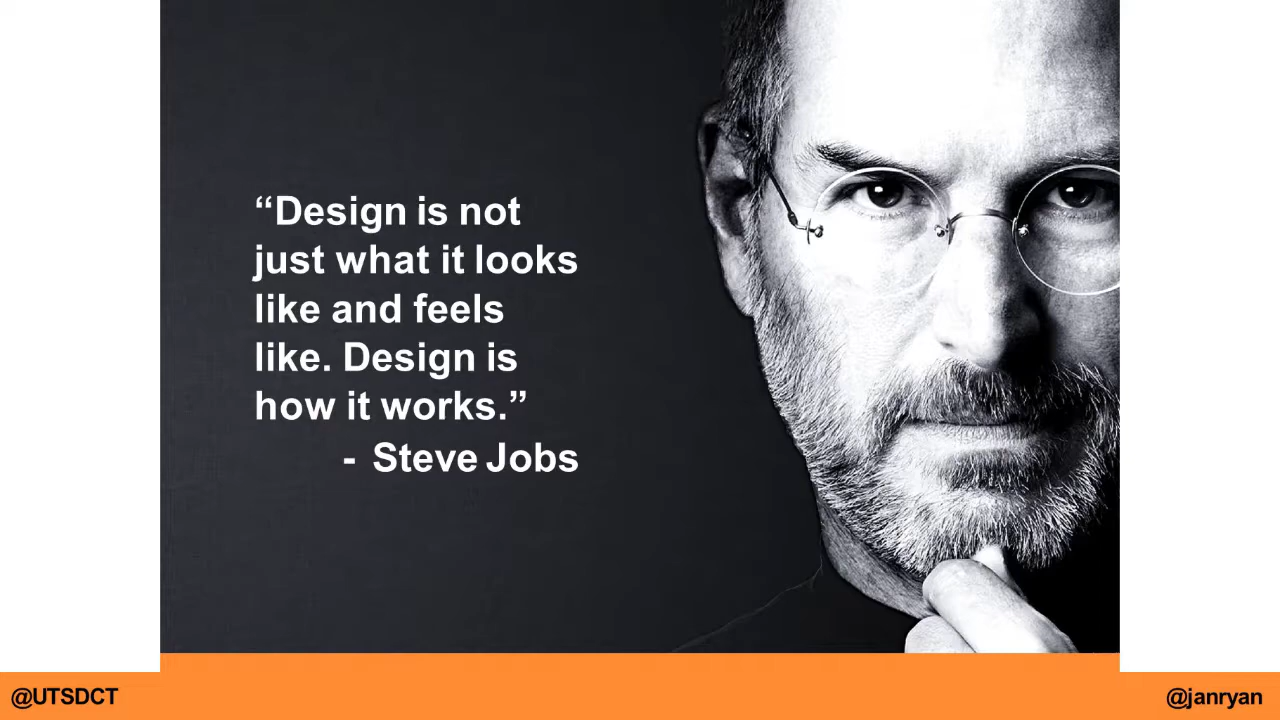 “Design is not
just what it looks
like and feels
like. Design is
how it works.”
- Steve Jobs
@UTSDCT
@janryan